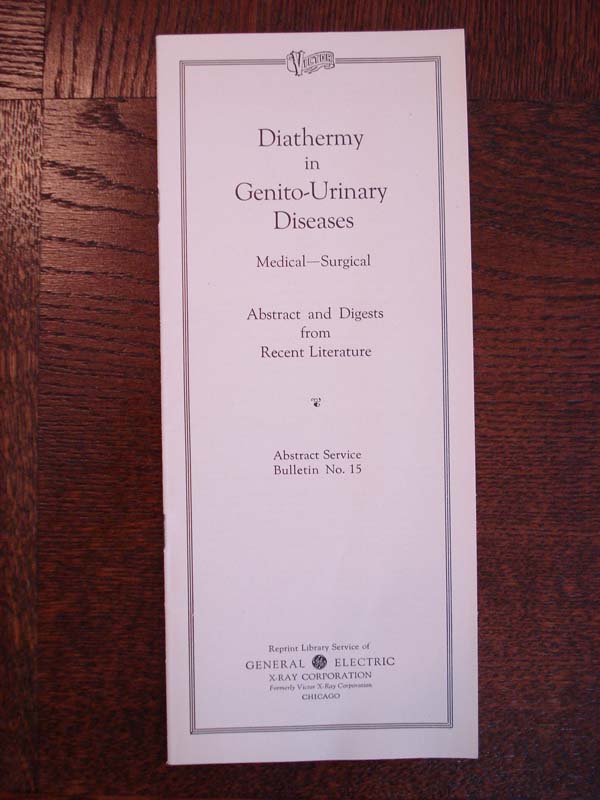 VICTOR
Diathermy
in
Genito-Urinary
Diseases
Medical—Surgical
Abstract and Digests
from
Recent Literature
Abstract Service
Bulletin No. 15
Reprint Library Service of
GENERAL GE ELECTRIC
X-RAY CORPORATION
Formerly Victor X-Ray Corporation
CHICAGO